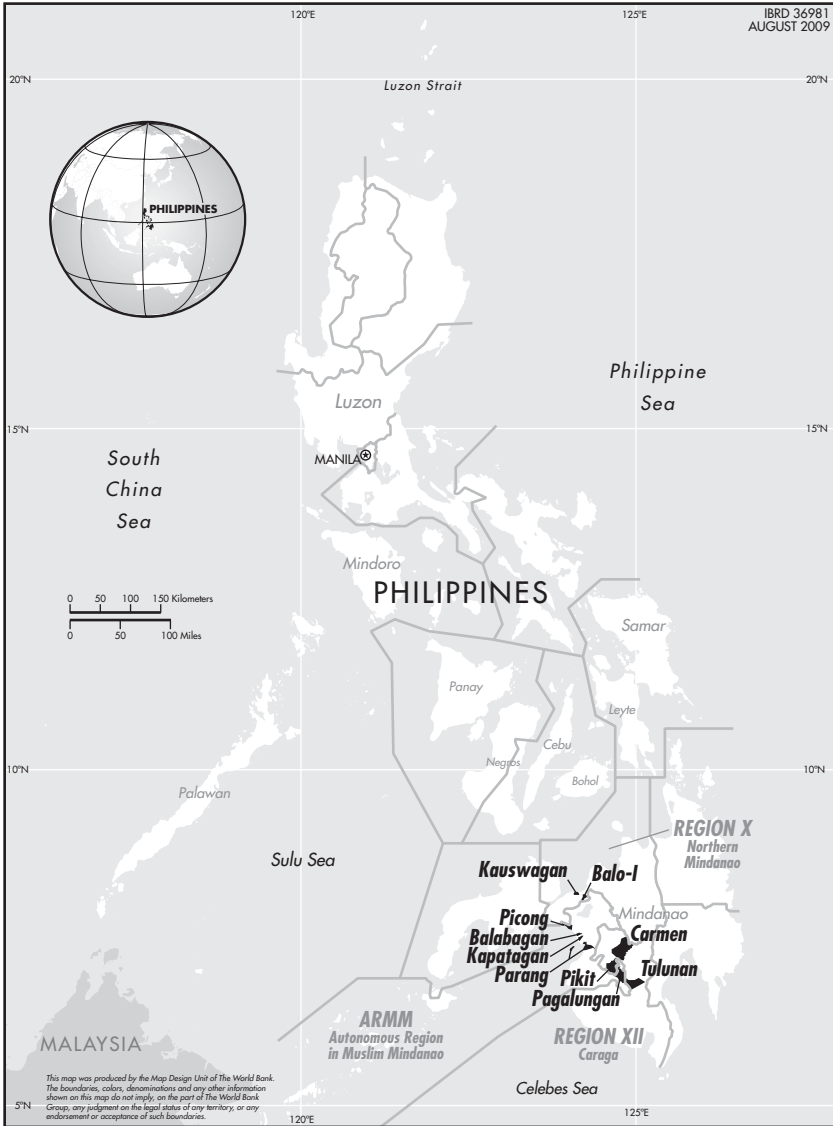 120°E
125°E
IBRD 36981
AUGUST 2009
20°N
20°N
Luzon Strait
PHILIPPINES
Philippine
Sea
Luzon
15°N
15°N
MANILA
South
China
Sea
Mindoro
PHILIPPINES
0 50 100 150 Kilometers
0 50 100 Miles
Samar
Panay
Leyte
Cebu
Negros
Bohol
10°N
10°N
Palawan
REGION X
Northern
Mindanao
Sulu Sea
Kauswagan
Balo-I
Mindanao
Picong
Balabagan
Kapatagan
Parang
Carmen
Pikit
Tulunan
Pagalungan
ARMM
Autonomous Region
in Muslim Mindanao
REGION XII
Caraga
MALAYSIA
Celebes Sea
This map was produced by the Map Design Unit of The World Bank.
The boundaries, colors, denominations and any other information
shown on this map do not imply, on the part of The World Bank
Group, any judgment on the legal status of any territory, or any
endorsement or acceptance of such boundaries.
5°N
5°N
120°E
125°E